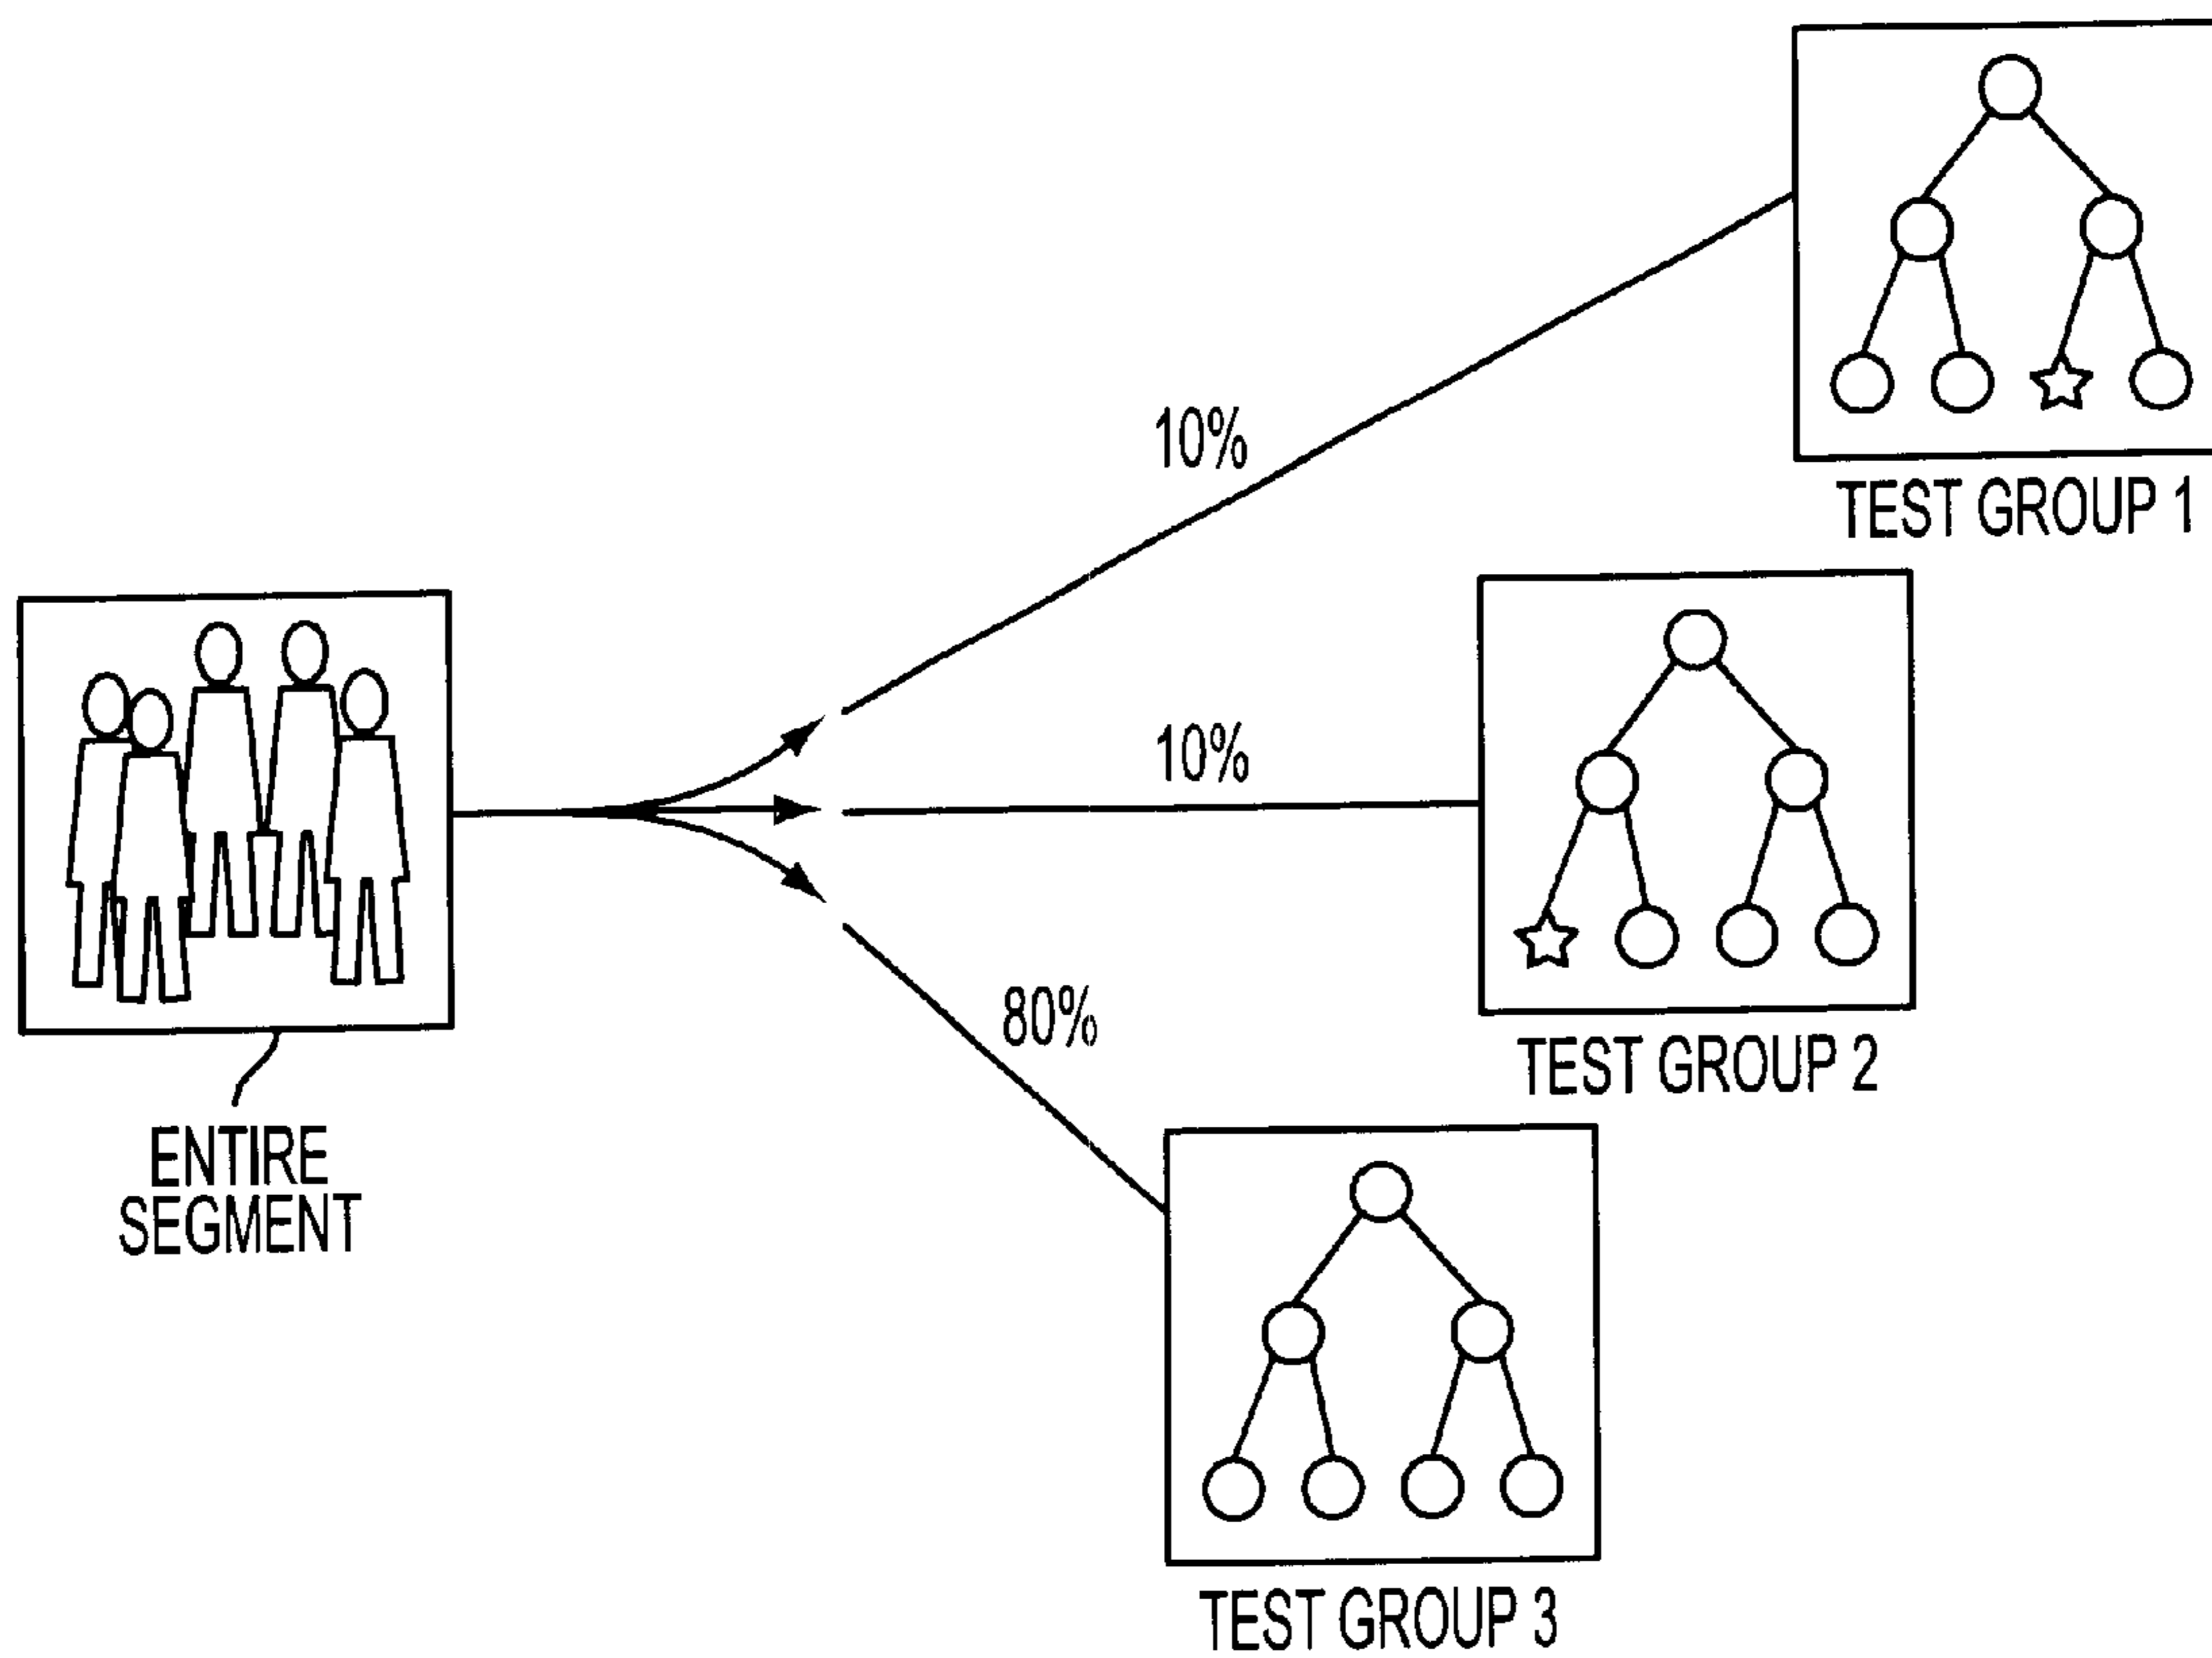 10%
TEST GROUP 1
10%
TEST GROUP 2
80%
ENTIRE
SEGMENT
TEST GROUP 3